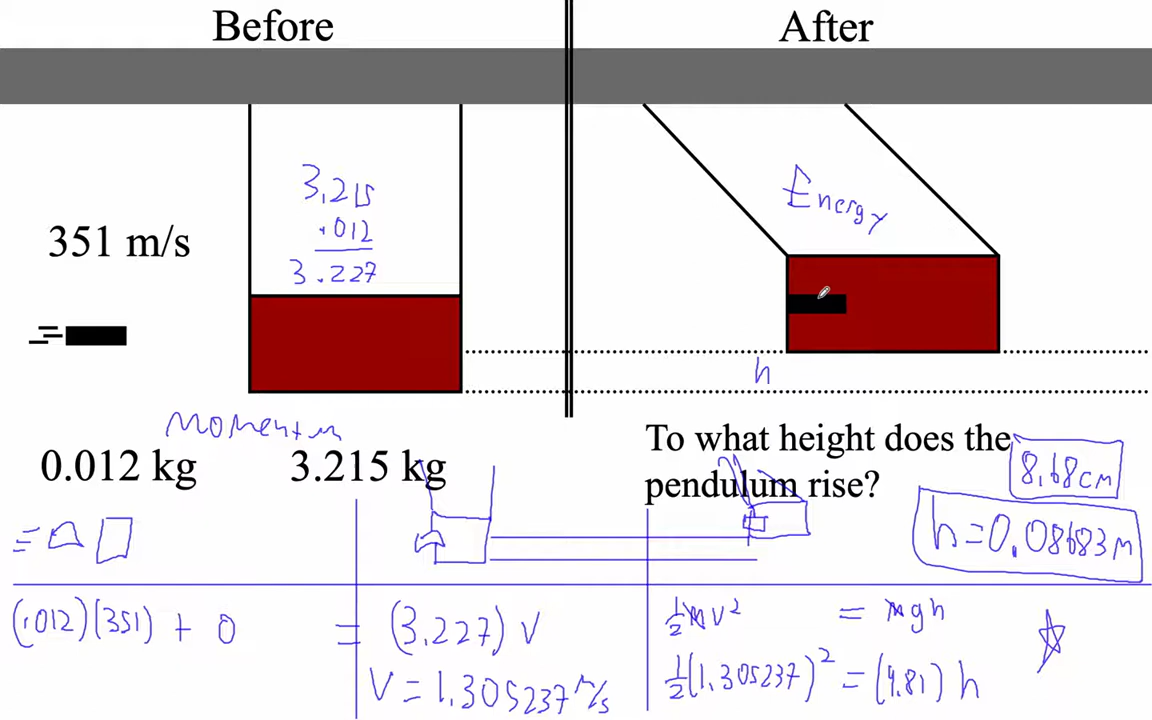 Before
After
3.215
.012
3.227
Energy
351 m/s
h
Momentum
0.012 kg
3.215 kg
To what height does the
pendulum rise?
8.68cm
h=0.08683m
(.012)(351) + 0 = (3.227) v
½mv² = mgh
V = 1.305237 m/s
½(1.305237)² = (9.81) h